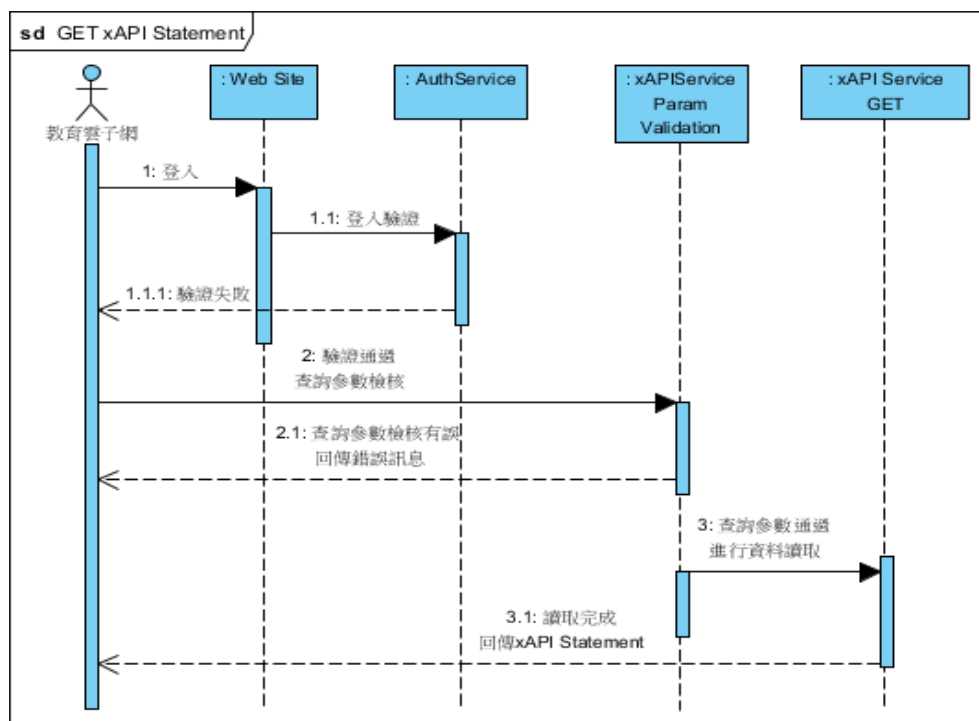 sd GET xAPI Statement
: Web Site
: AuthService
: xAPIService
Param
Validation
: xAPI Service
GET
教育雲子網
1: 登入
1.1: 登入驗證
1.1.1: 驗證失敗
2: 驗證通過
查詢參數檢核
2.1: 查詢參數檢核有誤
回傳錯誤訊息
3: 查詢參數通過
進行資料讀取
3.1: 讀取完成
回傳xAPI Statement